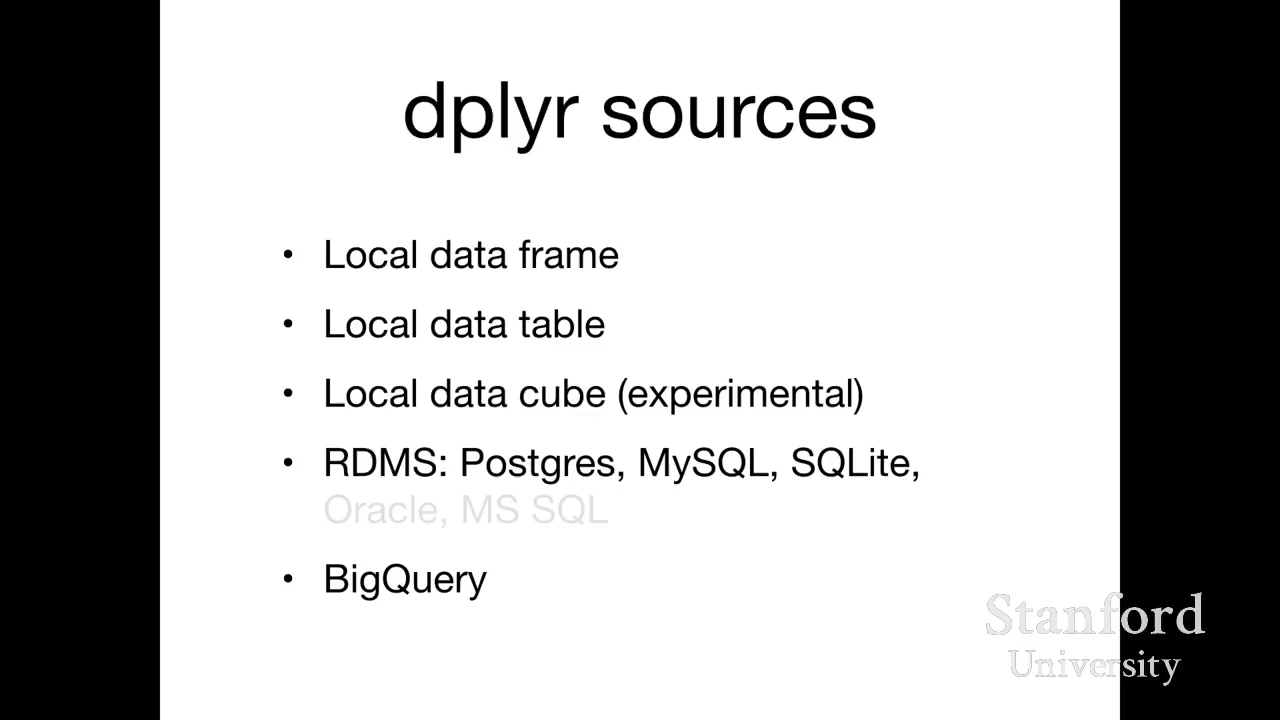 dplyr sources
• Local data frame
• Local data table
• Local data cube (experimental)
• RDMS: Postgres, MySQL, SQLite,
Oracle, MS SQL
• BigQuery
Stanford
University